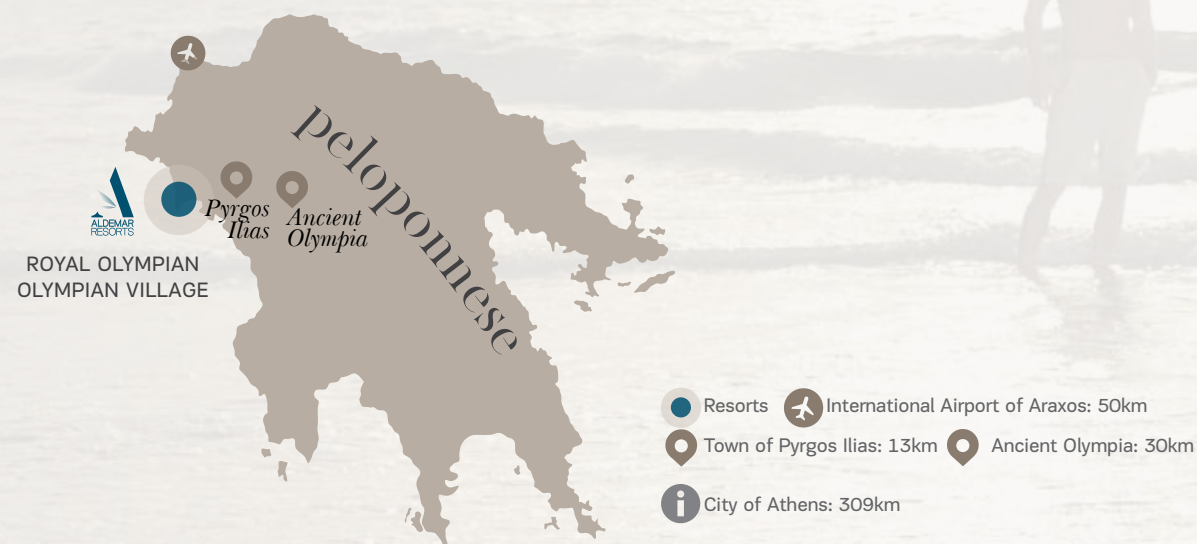 peloponnese
Pyrgos
Ilias
Ancient
Olympia
ALDEMAR
RESORTS
ROYAL OLYMPIAN
OLYMPIAN VILLAGE
Resorts
International Airport of Araxos: 50km
Town of Pyrgos Ilias: 13km
Ancient Olympia: 30km
i
City of Athens: 309km